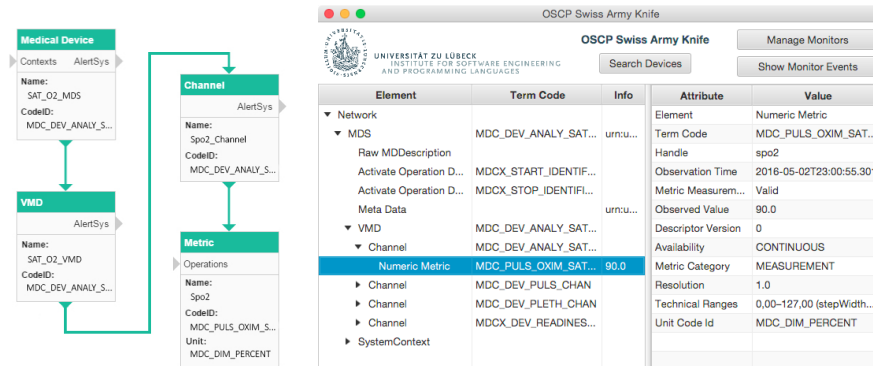 Medical Device
Contexts AlertSys
Name:
SAT_O2_MDS
CodeID:
MDC_DEV_ANALY_S...
VMD
AlertSys
Name:
SAT_O2_VMD
CodeID:
MDC_DEV_ANALY_S...
Channel
AlertSys
Name:
Spo2_Channel
CodeID:
MDC_DEV_ANALY_S...
Metric
Operations
Name:
Spo2
CodeID:
MDC_PULS_OXIM_S...
Unit:
MDC_DIM_PERCENT
OSCP Swiss Army Knife
UNIVERSITÄT ZU LÜBECK
INSTITUTE FOR SOFTWARE ENGINEERING
AND PROGRAMMING LANGUAGES
OSCP Swiss Army Knife
Search Devices
Manage Monitors
Show Monitor Events
Element Term Code Info
Network
MDS MDC_DEV_ANALY_SAT... urn:u...
Raw MDDescription
Activate Operation D... MDCX_START_IDENTIF...
Activate Operation D... MDCX_STOP_IDENTIFI...
Meta Data urn:u...
VMD MDC_DEV_ANALY_SAT...
Channel MDC_DEV_ANALY_SAT...
Numeric Metric MDC_PULS_OXIM_SAT... 90.0
Channel MDC_DEV_PULS_CHAN
Channel MDC_DEV_PLETH_CHAN
Channel MDCX_DEV_READINES...
SystemContext
Attribute Value
Element Numeric Metric
Term Code MDC_PULS_OXIM_SAT...
Handle spo2
Observation Time 2016-05-02T23:00:55.301
Metric Measurem... Valid
Observed Value 90.0
Descriptor Version 0
Availability CONTINUOUS
Metric Category MEASUREMENT
Resolution 1.0
Technical Ranges 0,00–127,00 (stepWidth...
Unit Code Id MDC_DIM_PERCENT